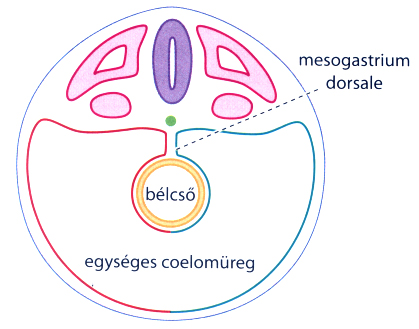 mesogastrium
dorsale
bélcső
egységes coelomüreg